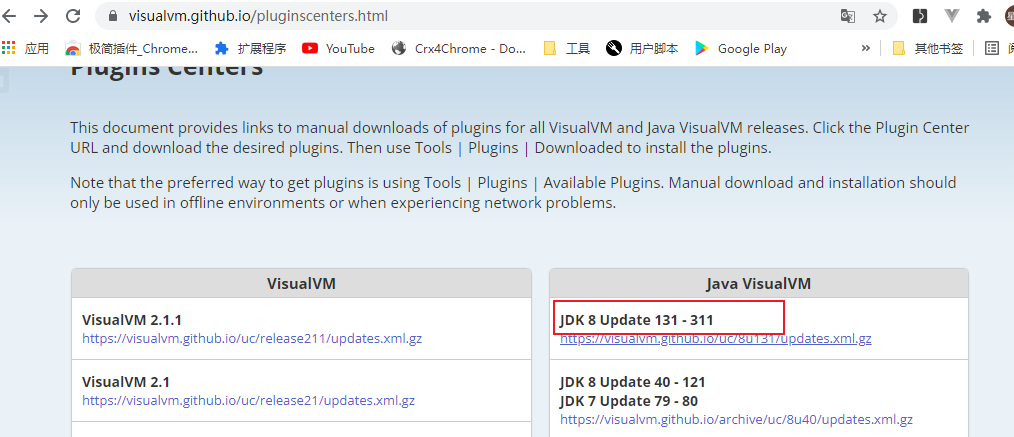 visualvm.github.io/pluginscenters.html
应用 极简插件_Chrome... 扩展程序 YouTube Crx4Chrome - Do... 工具 用户脚本 Google Play » 其他书签
Plugins Centers
This document provides links to manual downloads of plugins for all VisualVM and Java VisualVM releases. Click the Plugin Center
URL and download the desired plugins. Then use Tools | Plugins | Downloaded to install the plugins.
Note that the preferred way to get plugins is using Tools | Plugins | Available Plugins. Manual download and installation should
only be used in offline environments or when experiencing network problems.
VisualVM
VisualVM 2.1.1
https://visualvm.github.io/uc/release211/updates.xml.gz
VisualVM 2.1
https://visualvm.github.io/uc/release21/updates.xml.gz
Java VisualVM
JDK 8 Update 131 - 311
https://visualvm.github.io/uc/8u131/updates.xml.gz
JDK 8 Update 40 - 121
JDK 7 Update 79 - 80
https://visualvm.github.io/archive/uc/8u40/updates.xml.gz